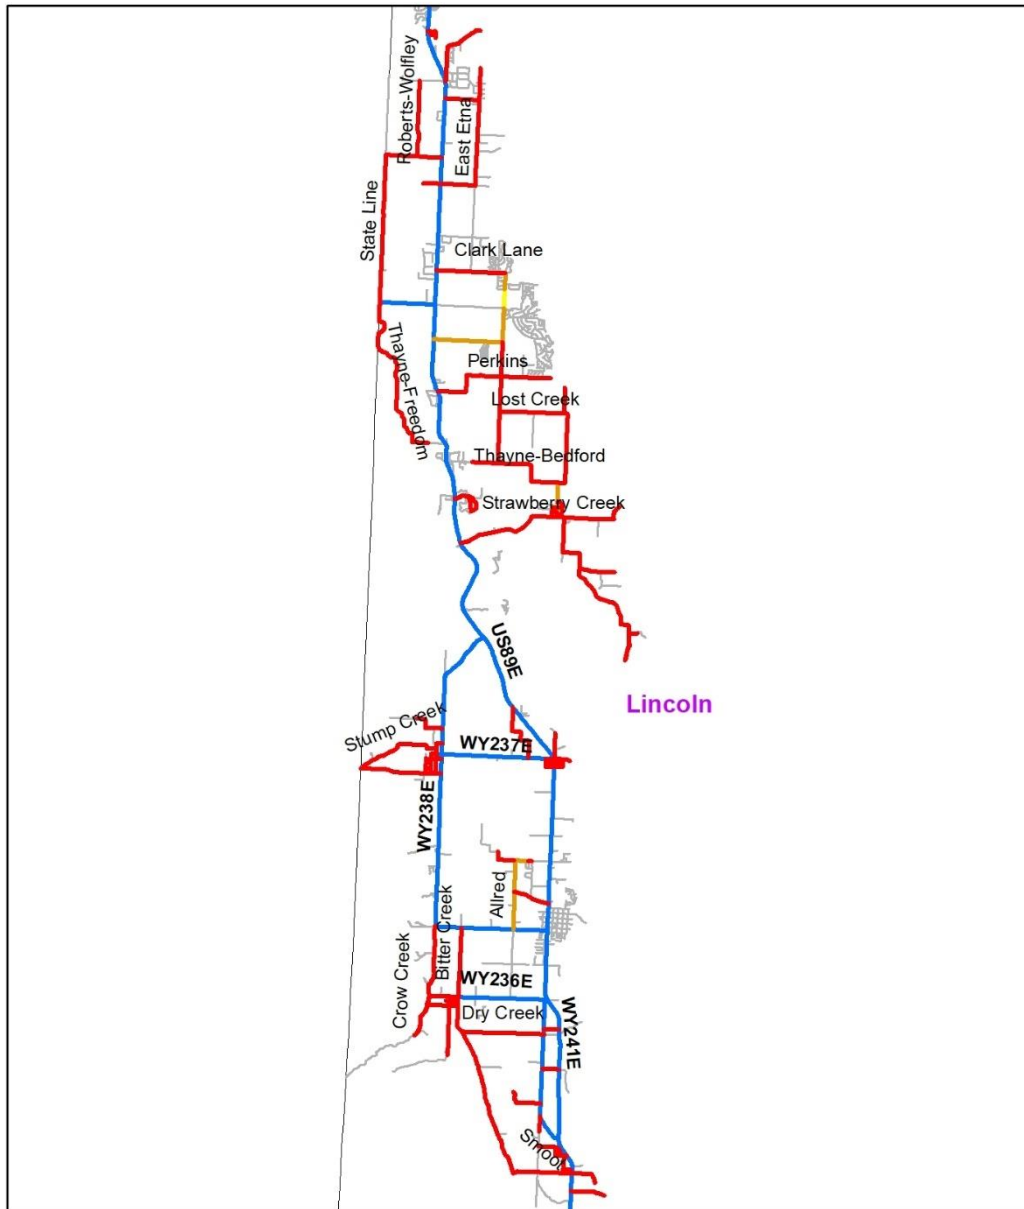 Roberts-Wolfley
East Etna
State Line
Clark Lane
Thayne-Freedom
Perkins
Lost Creek
Thayne-Bedford
Strawberry Creek
US89E
Lincoln
Stump Creek
WY237E
WY238E
Allred
Bitter Creek
Crow Creek
WY236E
Dry Creek
WY241E
Smoot